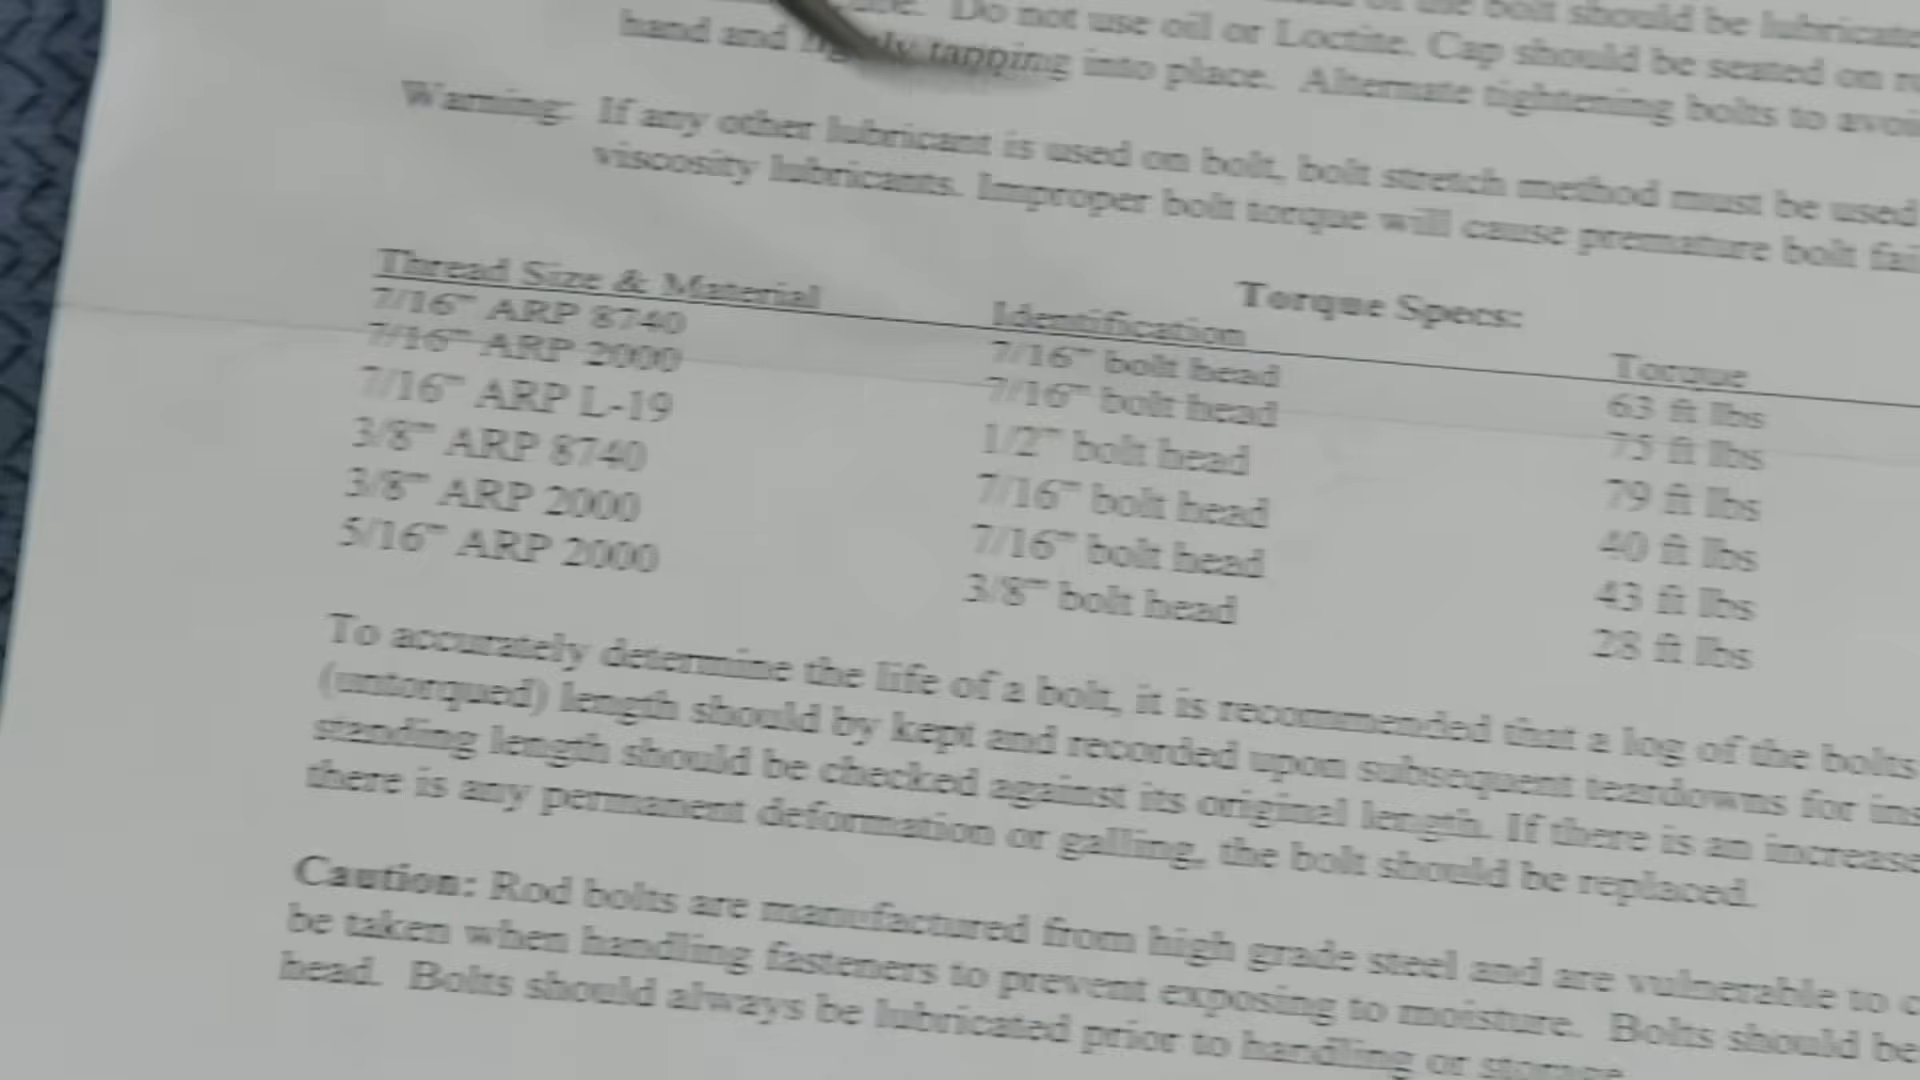 Do not use oil or Loctite. Cap should be seated on
hand and lightly tapping into place. Alternate tightening bolts to avoi
Warning: If any other lubricant is used on bolt, bolt stretch method must be used
viscosity lubricants. Improper bolt torque will cause premature bolt fai
Torque Specs:
Thread Size & Material Identification Torque
7/16" ARP 8740 7/16" bolt head 63 ft lbs
7/16" ARP 2000 7/16" bolt head 75 ft lbs
7/16" ARP L-19 1/2" bolt head 79 ft lbs
3/8" ARP 8740 7/16" bolt head 40 ft lbs
3/8" ARP 2000 7/16" bolt head 43 ft lbs
5/16" ARP 2000 3/8" bolt head 28 ft lbs
To accurately determine the life of a bolt, it is recommended that a log of the bolts
(untorqued) length should by kept and recorded upon subsequent teardowns for ins
standing length should be checked against its original length. If there is an increase
there is any permanent deformation or galling, the bolt should be replaced.
Caution: Rod bolts are manufactured from high grade steel and are vulnerable to c
be taken when handling fasteners to prevent exposing to moisture. Bolts should be
head. Bolts should always be lubricated prior to handling or storage